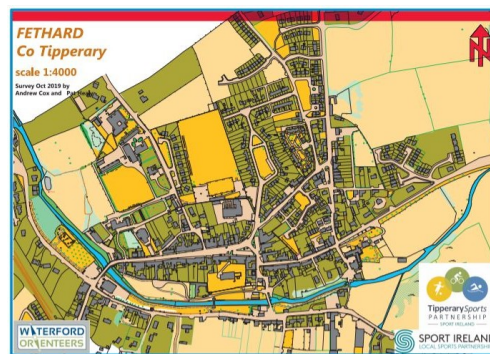 FETHARD
Co Tipperary
scale 1:4000
Survey Oct 2019 by
Andrew Cox and Pat
N
TipperarySports
PARTNERSHIP
SPORT IRELAND
WATERFORD
ORIENTEERS
SPORT IRELAND
LOCAL SPORTS PARTNERSHIP